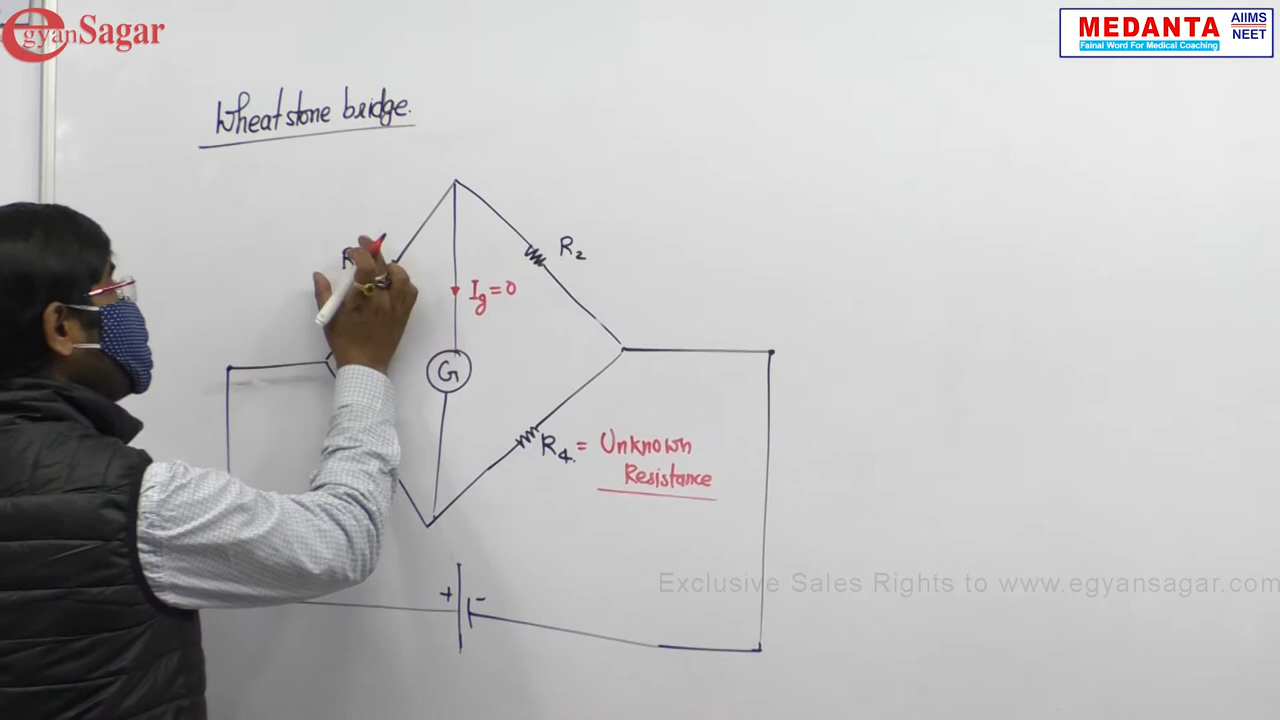 egyanSagar
MEDANTA
Fainal Word For Medical Coaching
AIIMS
NEET
Wheatstone bridge.
R
R2
Ig=0
G
R4. = Unknown
Resistance
+ -
Exclusive Sales Rights to www.egyansagar.com